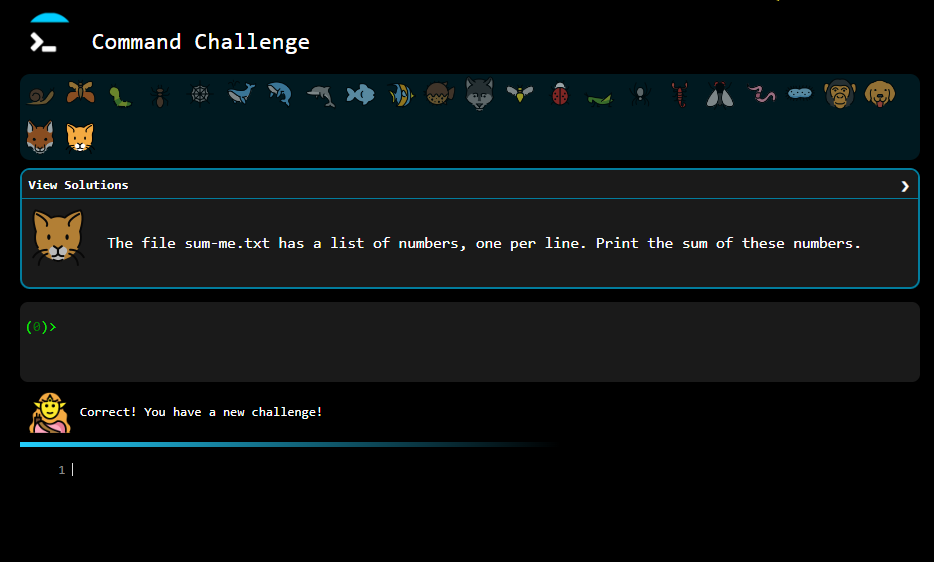 Command Challenge
View Solutions
The file sum-me.txt has a list of numbers, one per line. Print the sum of these numbers.
(0)>
Correct! You have a new challenge!
1